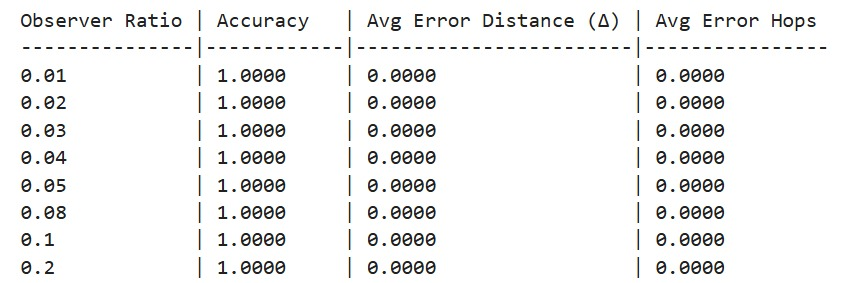 Observer Ratio | Accuracy   | Avg Error Distance (Δ) | Avg Error Hops
---------------|------------|------------------------|----------------
0.01           | 1.0000     | 0.0000                 | 0.0000
0.02           | 1.0000     | 0.0000                 | 0.0000
0.03           | 1.0000     | 0.0000                 | 0.0000
0.04           | 1.0000     | 0.0000                 | 0.0000
0.05           | 1.0000     | 0.0000                 | 0.0000
0.08           | 1.0000     | 0.0000                 | 0.0000
0.1            | 1.0000     | 0.0000                 | 0.0000
0.2            | 1.0000     | 0.0000                 | 0.0000